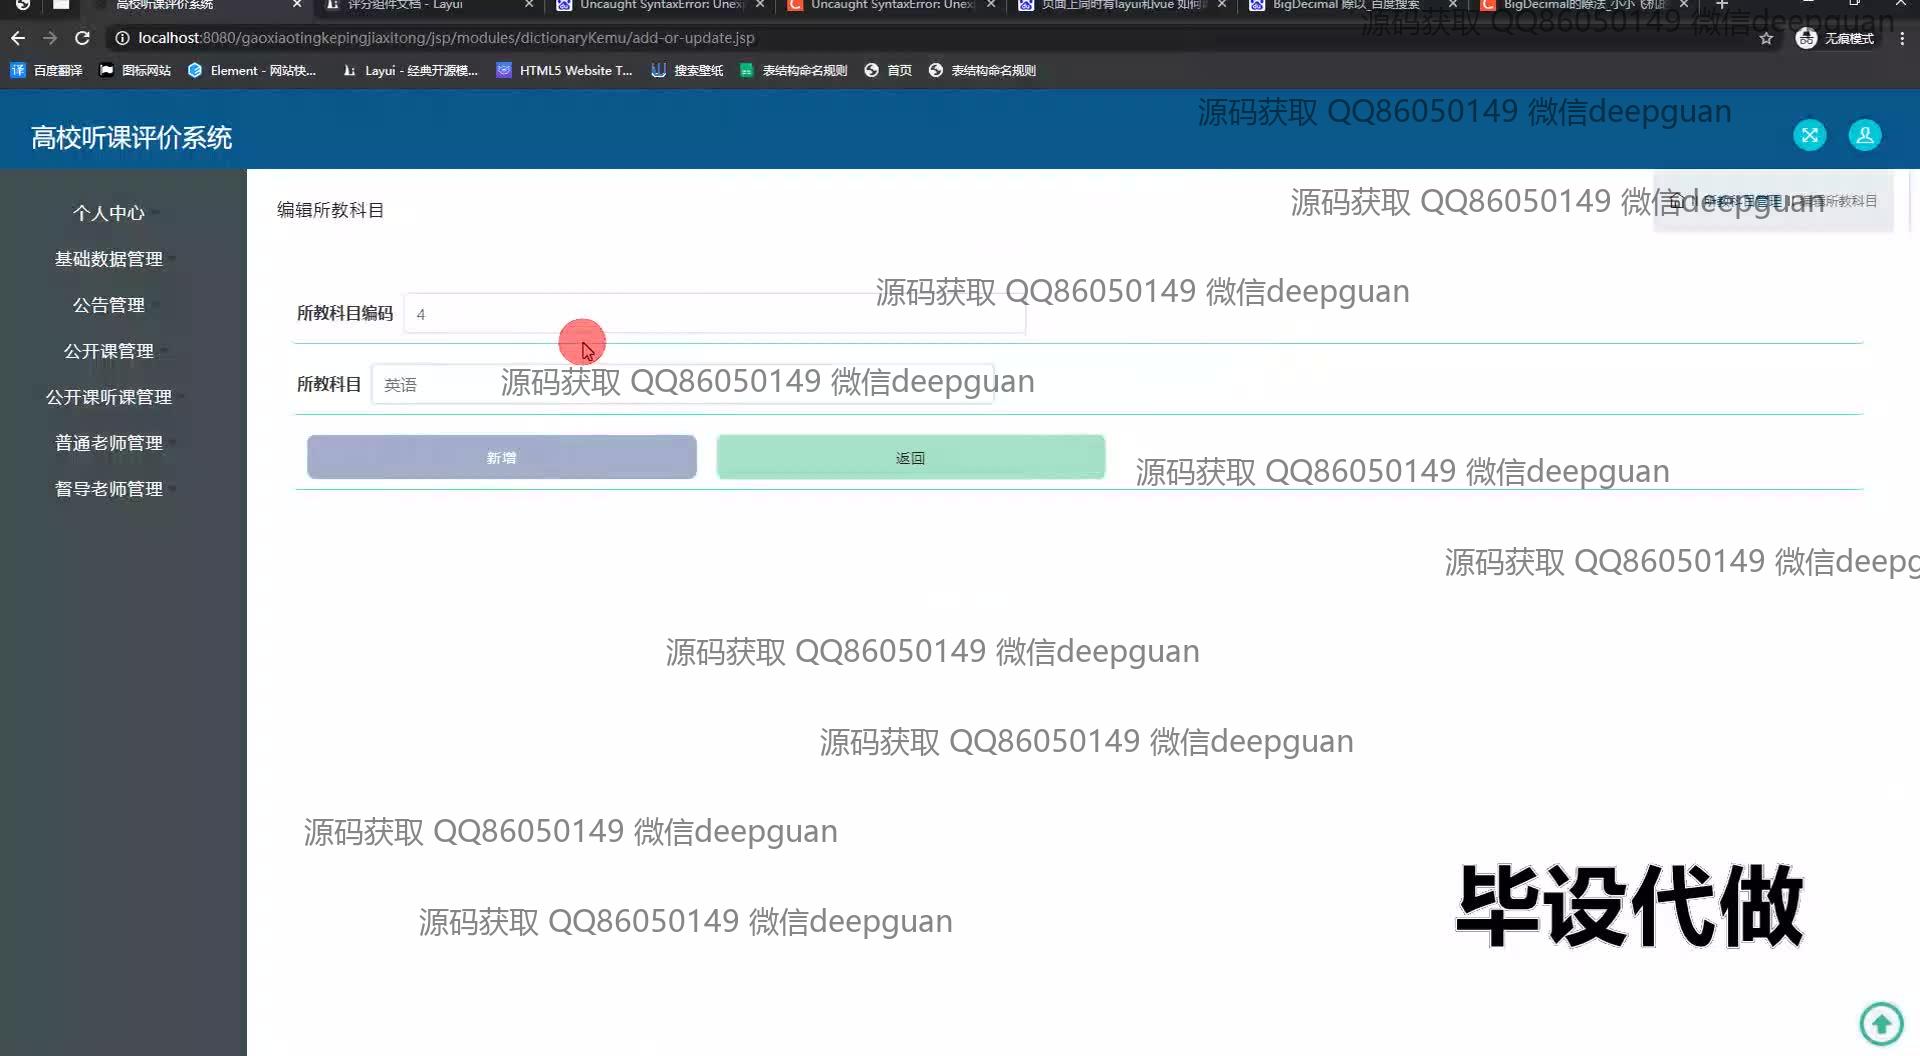 高校听课评价系统
评分组件文档 - Layui
Uncaught SyntaxError: Unex
Uncaught SyntaxError: Unex
页面上同时有layui和vue 如何
BigDecimal 除以_百度搜索
BigDecimal的除法_小小飞机的
源码获取 QQ86050149 微信deepguan
localhost:8080/gaoxiaotingkepingjiaxitong/jsp/modules/dictionaryKemu/add-or-update.jsp
无痕模式
百度翻译
图标网站
Element - 网站快...
Layui - 经典开源模...
HTML5 Website T...
搜索壁纸
表结构命名规则
首页
表结构命名规则
源码获取 QQ86050149 微信deepguan
高校听课评价系统
源码获取 QQ86050149 微信deepguan
所教科目管理
编辑所教科目
编辑所教科目
个人中心
基础数据管理
公告管理
公开课管理
公开课听课管理
普通老师管理
督导老师管理
源码获取 QQ86050149 微信deepguan
所教科目编码 4
所教科目 英语
源码获取 QQ86050149 微信deepguan
新增
返回
源码获取 QQ86050149 微信deepguan
源码获取 QQ86050149 微信deepg
源码获取 QQ86050149 微信deepguan
源码获取 QQ86050149 微信deepguan
源码获取 QQ86050149 微信deepguan
毕设代做
源码获取 QQ86050149 微信deepguan